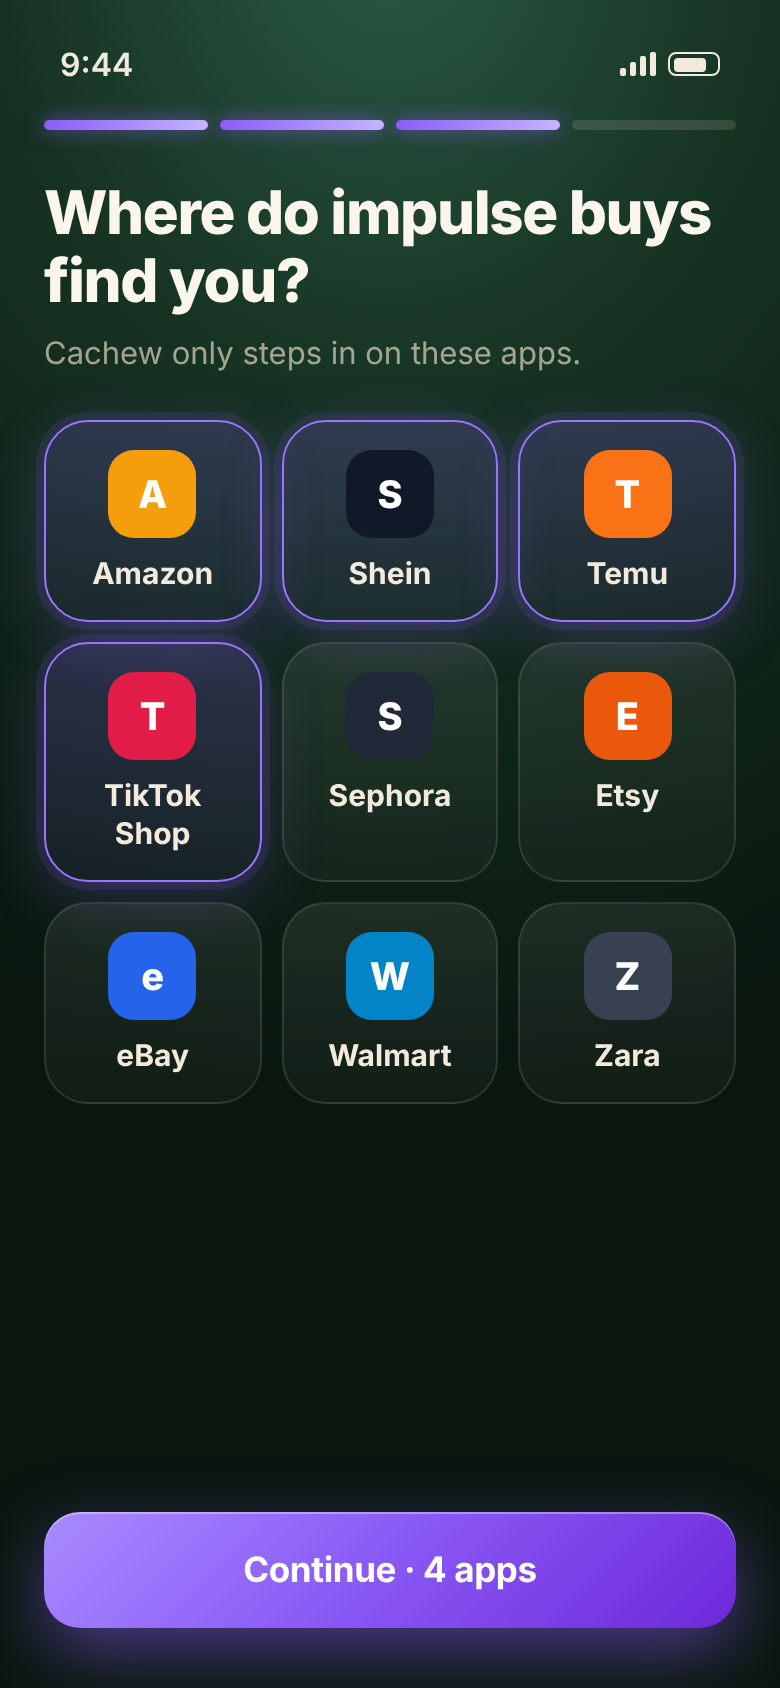 9:44
Where do impulse buys
find you?
Cachew only steps in on these apps.
A
Amazon
S
Shein
T
Temu
T
TikTok
Shop
S
Sephora
E
Etsy
e
eBay
W
Walmart
Z
Zara
Continue · 4 apps